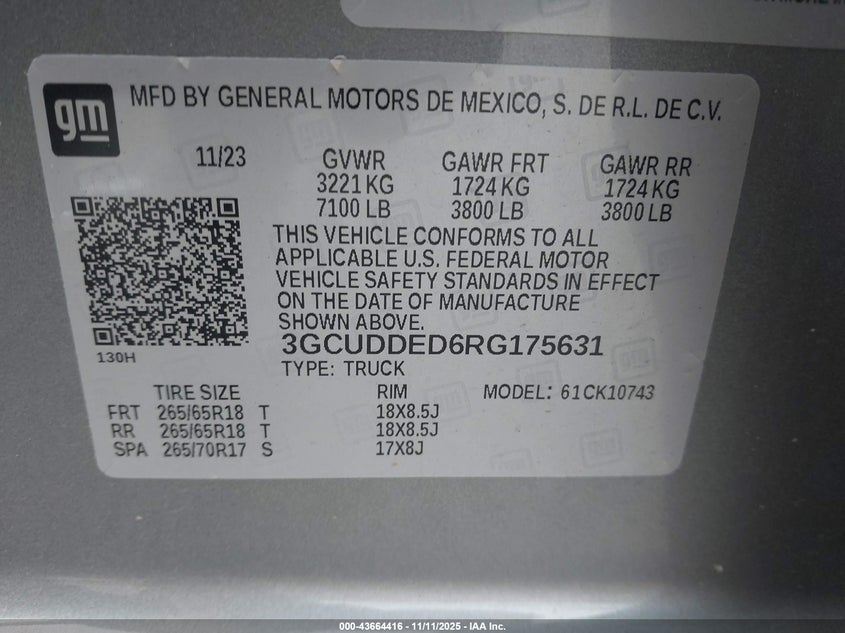 gm
MFD BY GENERAL MOTORS DE MEXICO, S. DE R.L. DE C.V.
11/23 GVWR GAWR FRT GAWR RR
3221 KG 1724 KG 1724 KG
7100 LB 3800 LB 3800 LB
THIS VEHICLE CONFORMS TO ALL
APPLICABLE U.S. FEDERAL MOTOR
VEHICLE SAFETY STANDARDS IN EFFECT
ON THE DATE OF MANUFACTURE
SHOWN ABOVE.
3GCUDDED6RG175631
130H
TYPE: TRUCK
TIRE SIZE RIM MODEL: 61CK10743
FRT 265/65R18 T 18X8.5J
RR 265/65R18 T 18X8.5J
SPA 265/70R17 S 17X8J
000-43664416 - 11/11/2025 - IAA Inc.